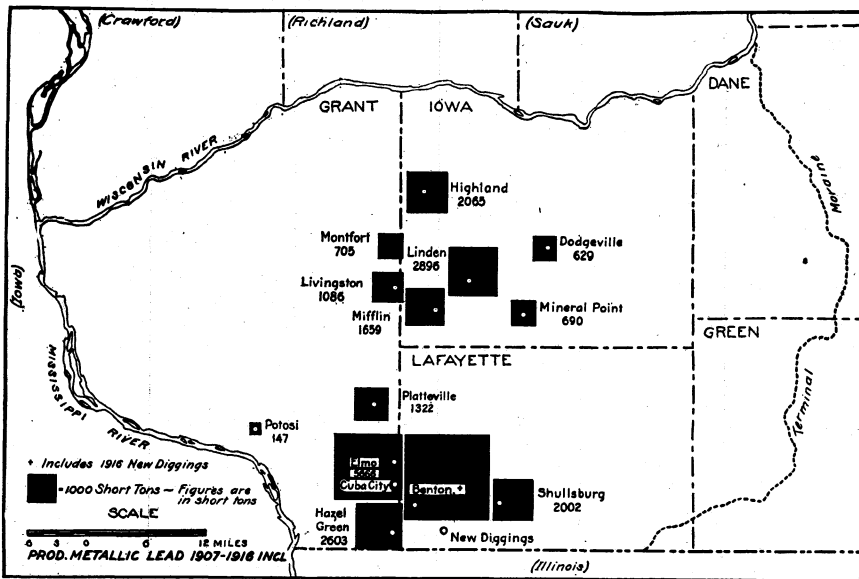 (Crawford)
(Richland)
(Sauk)
DANE
GRANT
IOWA
WISCONSIN RIVER
Moraine
Highland
2065
Montfort
705
Linden
2896
Dodgeville
629
(Iowa)
Livingston
1086
Mifflin
1659
Mineral Point
690
GREEN
LAFAYETTE
MISSISSIPPI
RIVER
Platteville
1322
Terminal
Potosi
147
+ Includes 1916 New Diggings
Elmo
Cuba City
Benton, +
= 1000 Short Tons ~ Figures are
in short tons
Shullsburg
2002
SCALE
Hazel
Green
2603
New Diggings
6 3 0 6 12 MILES
PROD. METALLIC LEAD 1907-1916 INCL
(Illinois)